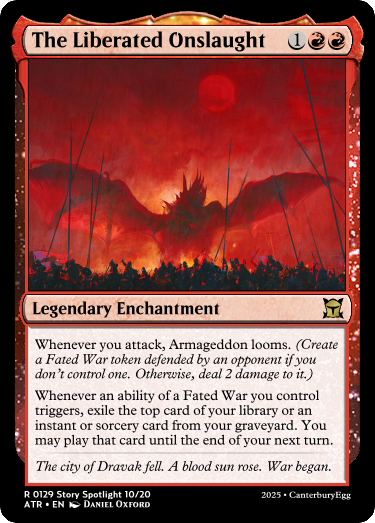 The Liberated Onslaught 1
Legendary Enchantment
Whenever you attack, Armageddon looms. (Create
a Fated War token defended by an opponent if you
don't control one. Otherwise, deal 2 damage to it.)
Whenever an ability of a Fated War you control
triggers, exile the top card of your library or an
instant or sorcery card from your graveyard. You
may play that card until the end of your next turn.
The city of Dravak fell. A blood sun rose. War began.
R 0129 Story Spotlight 10/20
2025 • CanterburyEgg
ATR • EN Daniel Oxford